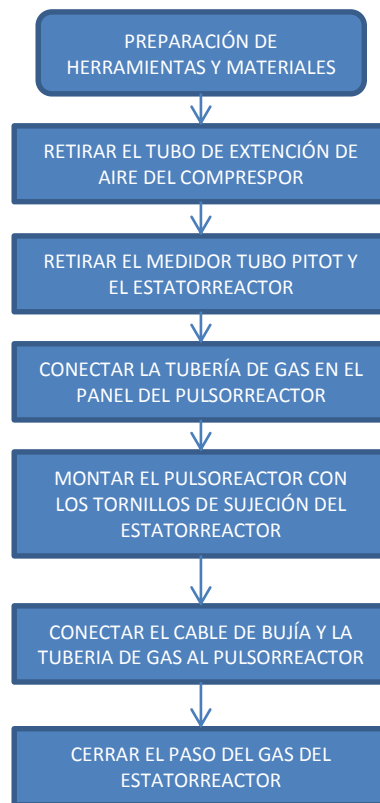 PREPARACIÓN DE
HERRAMIENTAS Y MATERIALES
RETIRAR EL TUBO DE EXTENCIÓN DE
AIRE DEL COMPRESPOR
RETIRAR EL MEDIDOR TUBO PITOT Y
EL ESTATORREACTOR
CONECTAR LA TUBERÍA DE GAS EN EL
PANEL DEL PULSORREACTOR
MONTAR EL PULSOREACTOR CON
LOS TORNILLOS DE SUJECIÓN DEL
ESTATORREACTOR
CONECTAR EL CABLE DE BUJÍA Y LA
TUBERIA DE GAS AL PULSORREACTOR
CERRAR EL PASO DEL GAS DEL
ESTATORREACTOR